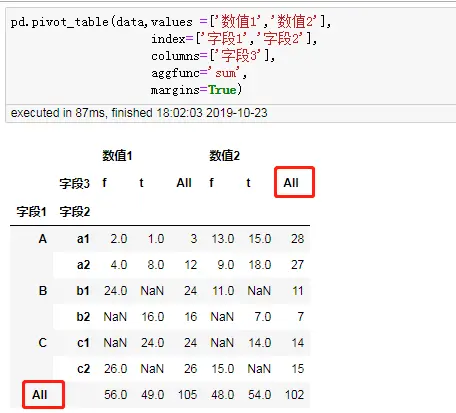 pd.pivot_table(data,values =['数值1','数值2'],
index=['字段1','字段2'],
columns=['字段3'],
aggfunc='sum',
margins=True)
executed in 87ms, finished 18:02:03 2019-10-23
数值1 数值2
字段3 f t All f t All
字段1 字段2
A a1 2.0 1.0 3 13.0 15.0 28
a2 4.0 8.0 12 9.0 18.0 27
B b1 24.0 NaN 24 11.0 NaN 11
b2 NaN 16.0 16 NaN 7.0 7
C c1 NaN 24.0 24 NaN 14.0 14
c2 26.0 NaN 26 15.0 NaN 15
All 56.0 49.0 105 48.0 54.0 102